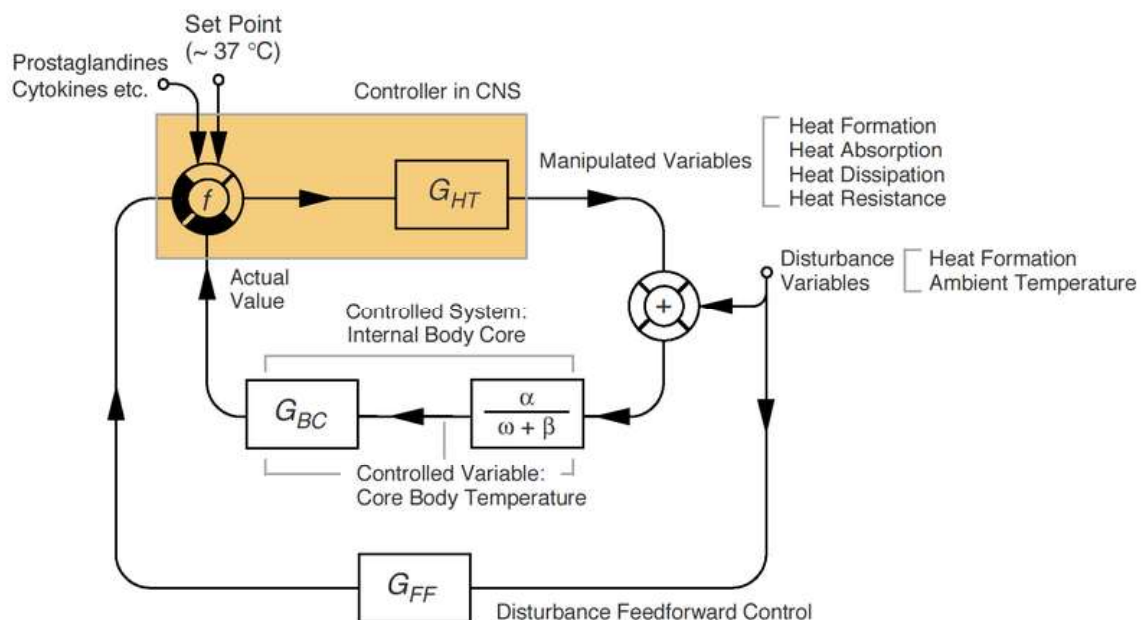 Set Point
(~ 37 °C)
Prostaglandines
Cytokines etc.
Controller in CNS
f
G_HT
Manipulated Variables
Heat Formation
Heat Absorption
Heat Dissipation
Heat Resistance
Actual
Value
+
Disturbance
Variables
Heat Formation
Ambient Temperature
Controlled System:
Internal Body Core
G_BC
α
ω + β
Controlled Variable:
Core Body Temperature
G_FF
Disturbance Feedforward Control